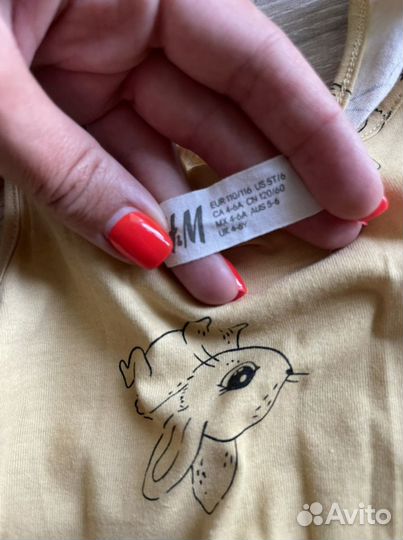 H&M
EUR 110/116 US 5T/6
CA 4-6A CN 120/60
MX 4-6A AUS 5-6
UK 4-6Y
Avito